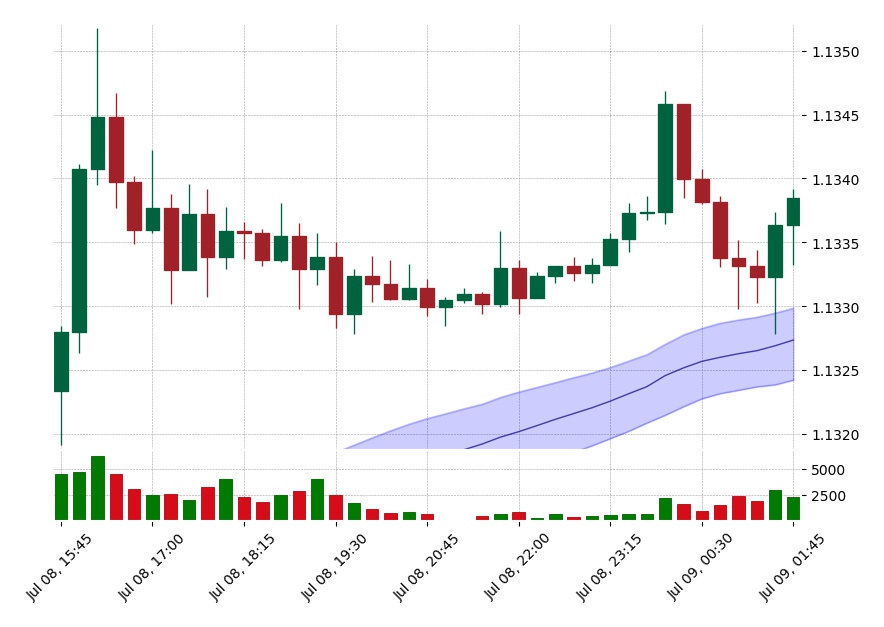 1.1350
1.1345
1.1340
1.1335
1.1330
1.1325
1.1320
5000
2500
Jul 08, 15:45
Jul 08, 17:00
Jul 08, 18:15
Jul 08, 19:30
Jul 08, 20:45
Jul 08, 22:00
Jul 08, 23:15
Jul 09, 00:30
Jul 09, 01:45